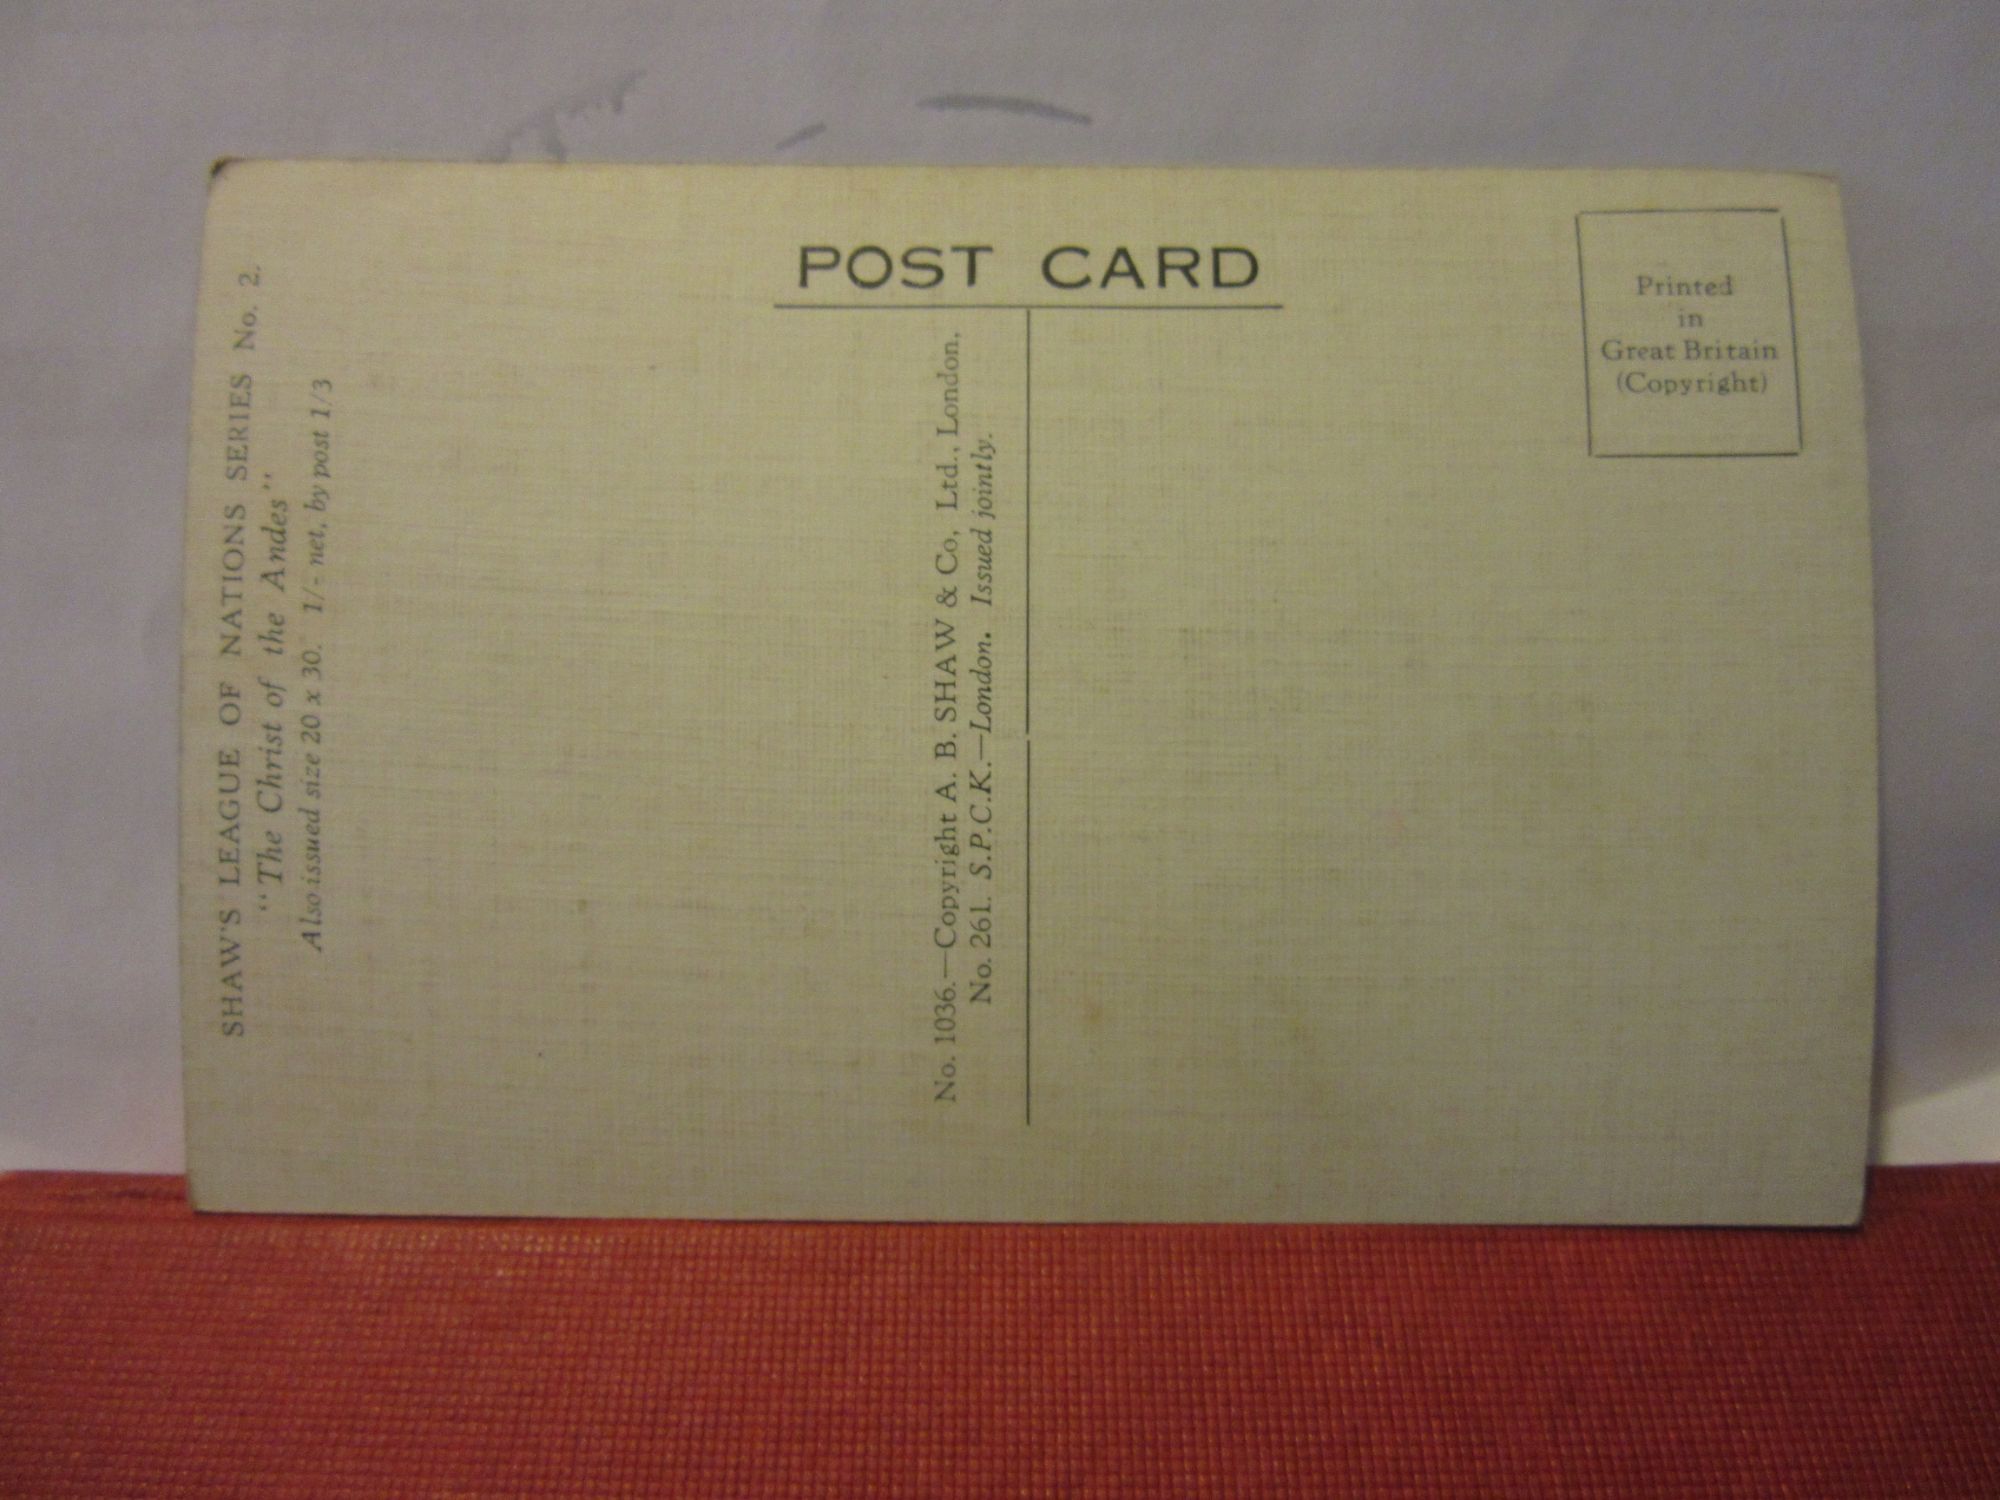 POST CARD
Printed
in
Great Britain
(Copyright)
SHAW'S LEAGUE OF NATIONS SERIES No. 2.
"The Christ of the Andes"
Also issued size 20 x 30. 1/- net, by post 1/3
No. 1036.—Copyright A. B. SHAW & Co, Ltd., London,
No. 261. S.P.C.K.—London. Issued jointly.